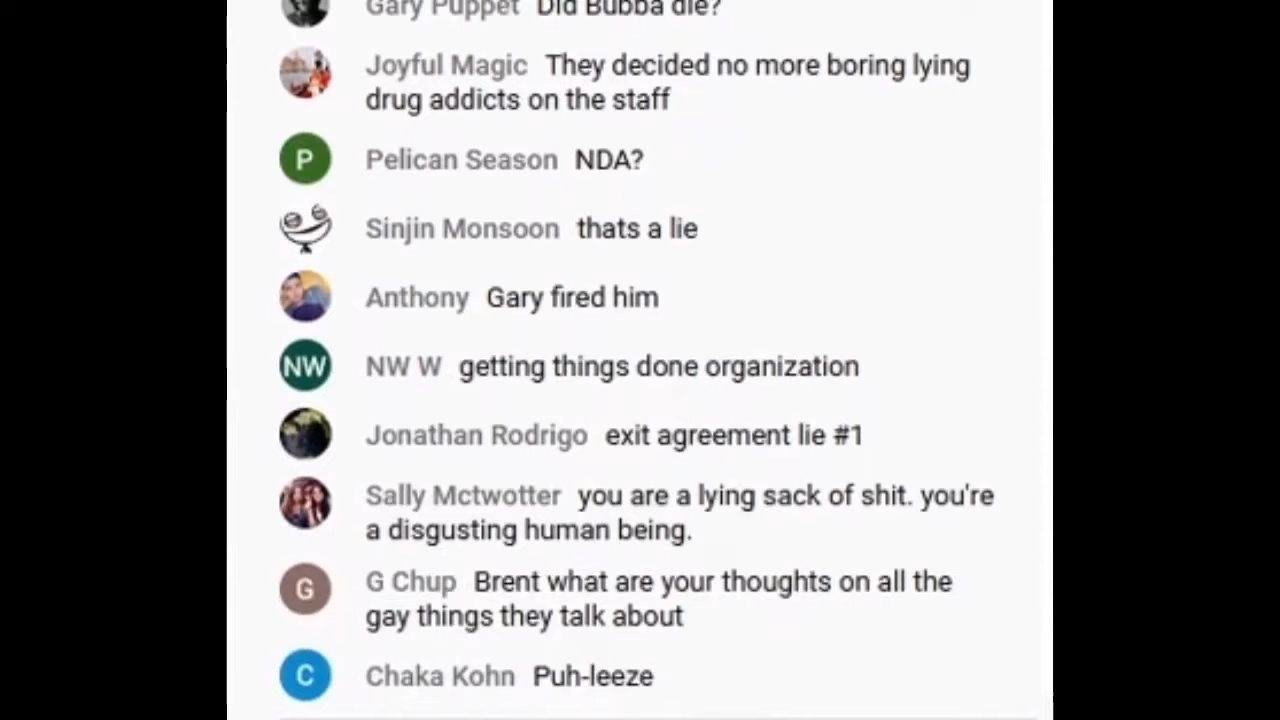 Gary Puppet Did Bubba die?
Joyful Magic They decided no more boring lying
drug addicts on the staff
P Pelican Season NDA?
Sinjin Monsoon thats a lie
Anthony Gary fired him
NW NW W getting things done organization
Jonathan Rodrigo exit agreement lie #1
Sally Mctwotter you are a lying sack of shit. you're
a disgusting human being.
G G Chup Brent what are your thoughts on all the
gay things they talk about
C Chaka Kohn Puh-leeze